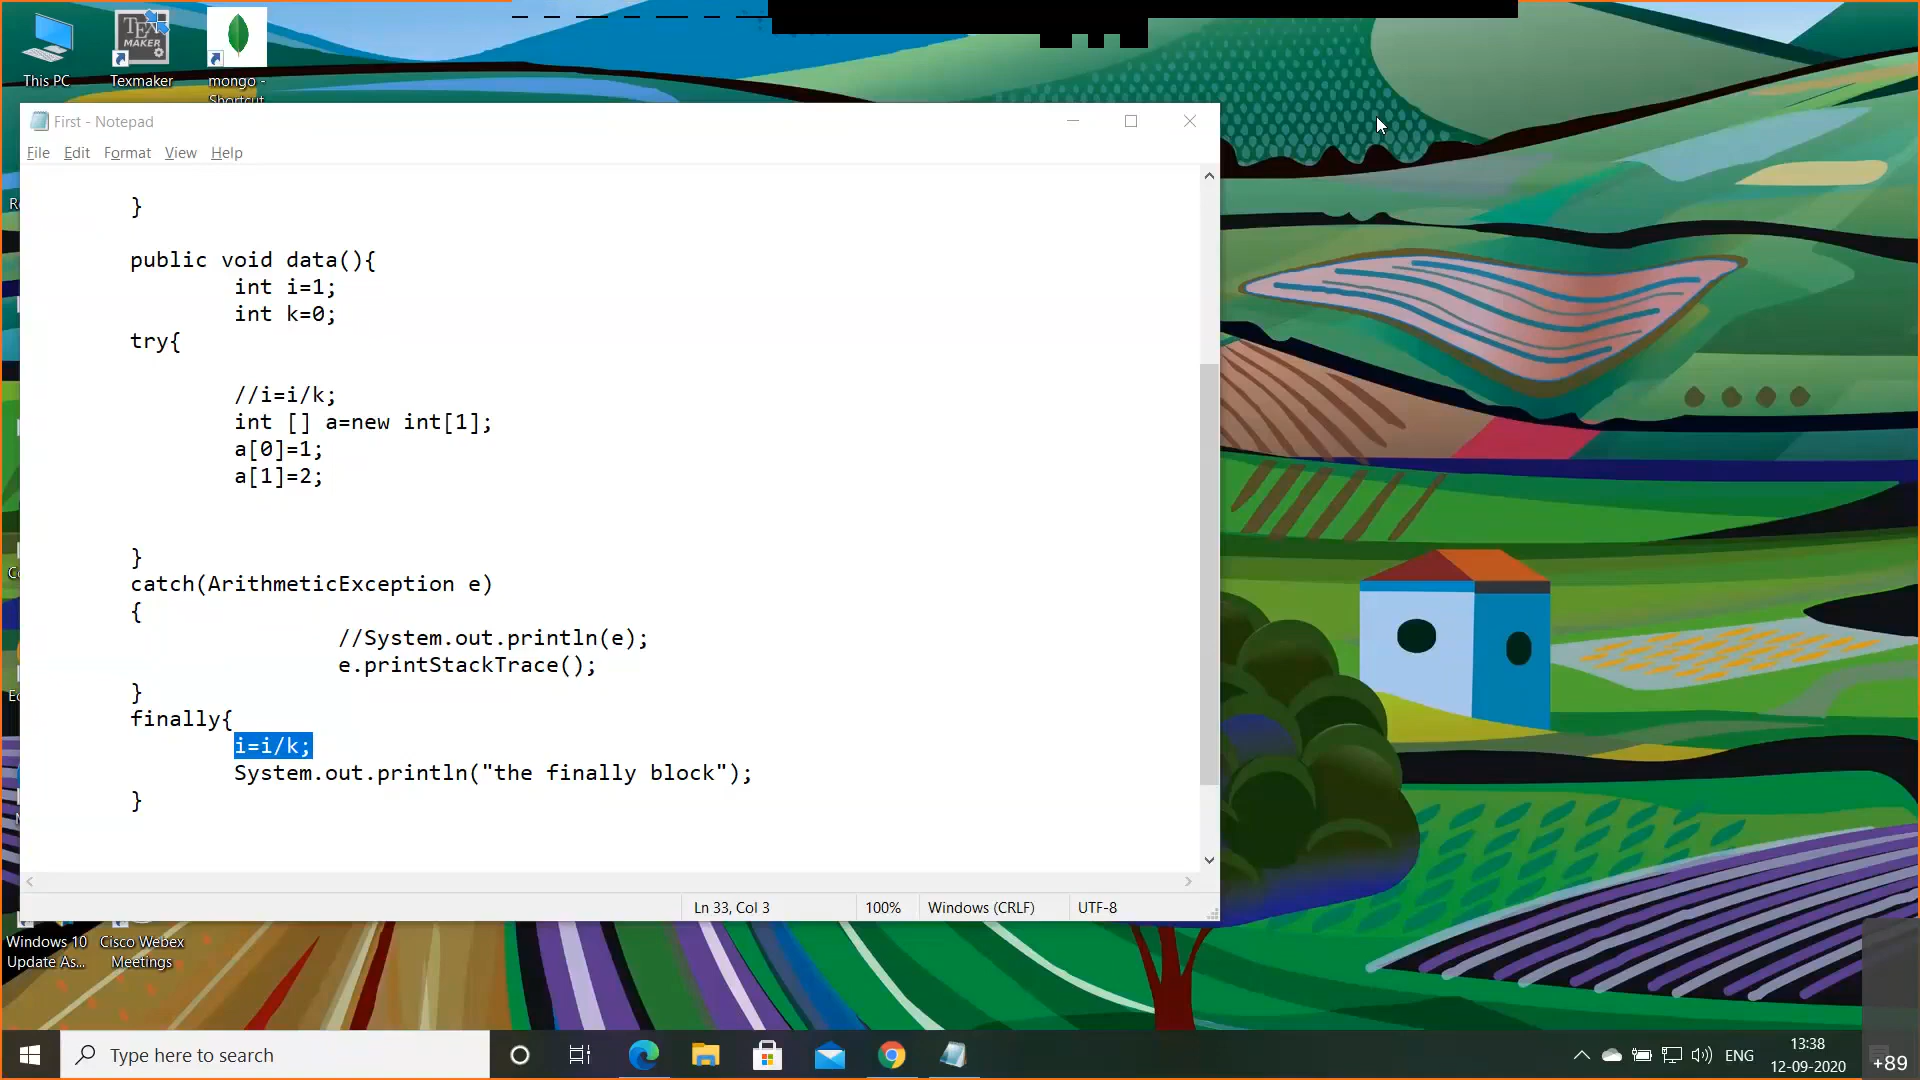 This PC
TEX
MAKER
Texmaker
mongo -
Shortcut
First - Notepad
File Edit Format View Help
}
public void data(){
int i=1;
int k=0;
try{
//i=i/k;
int [] a=new int[1];
a[0]=1;
a[1]=2;
}
catch(ArithmeticException e)
{
//System.out.println(e);
e.printStackTrace();
}
finally{
i=i/k;
System.out.println("the finally block");
}
Ln 33, Col 3 100% Windows (CRLF) UTF-8
Windows 10
Update As...
Cisco Webex
Meetings
Type here to search
ENG
13:38
12-09-2020
+89